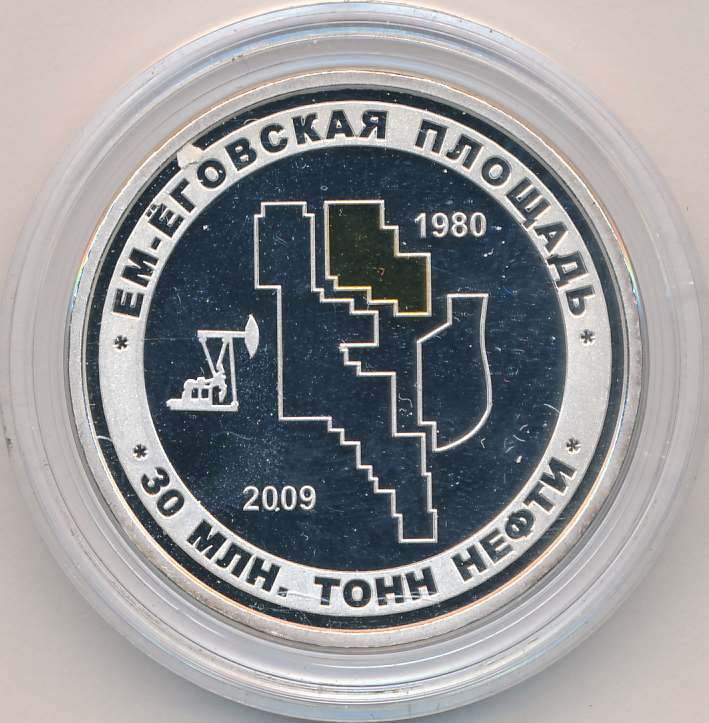 * ЕМ-ЁГОВСКАЯ ПЛОЩАДЬ *
1980
2009
* 30 МЛН. ТОНН НЕФТИ *